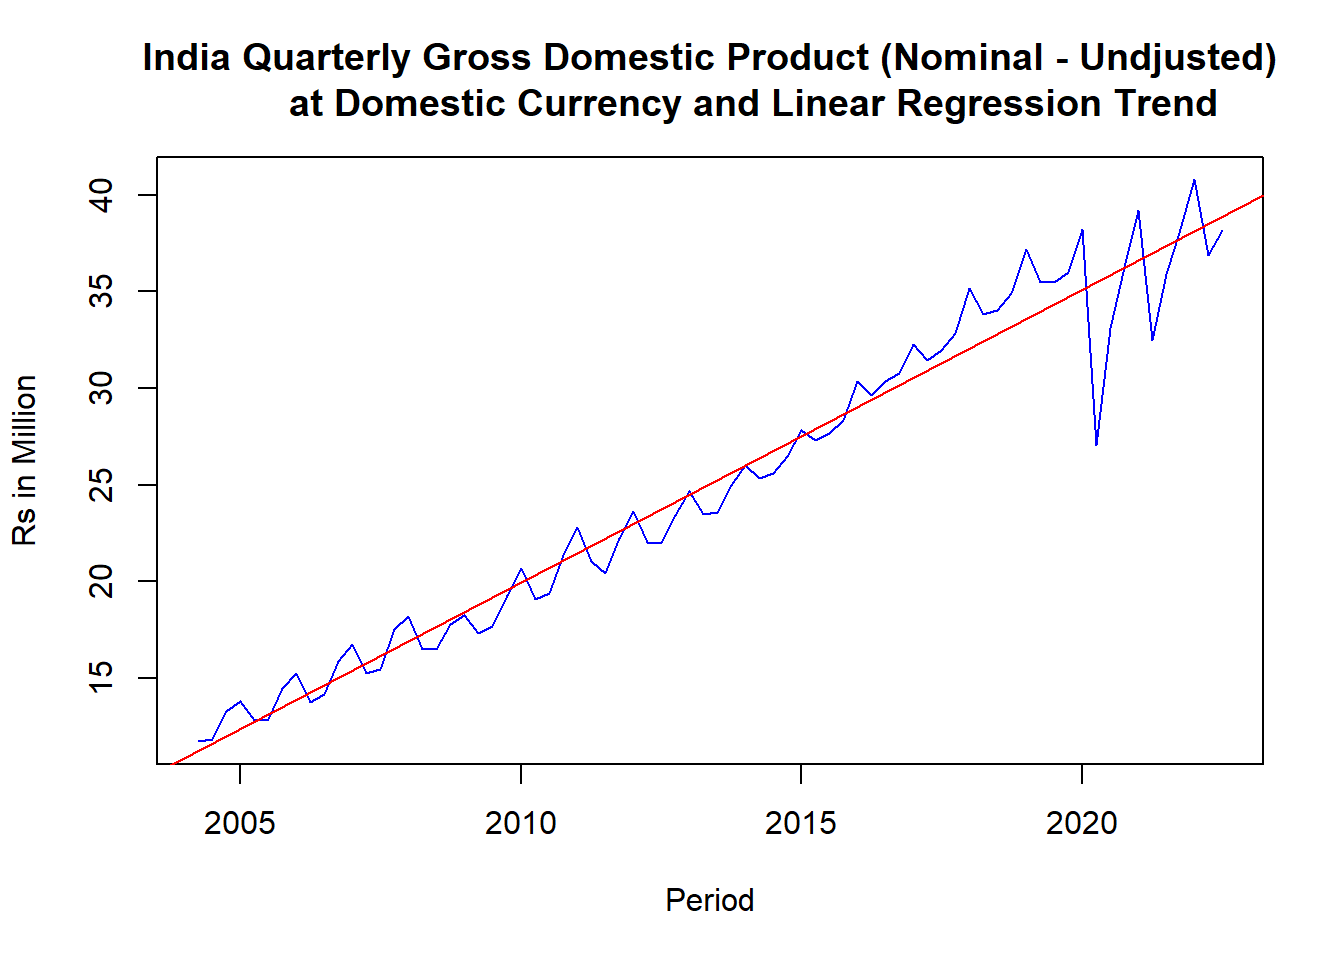 India Quarterly Gross Domestic Product (Nominal - Undjusted)
at Domestic Currency and Linear Regression Trend
40
35
30
25
20
15
Rs in Million
2005 2010 2015 2020
Period